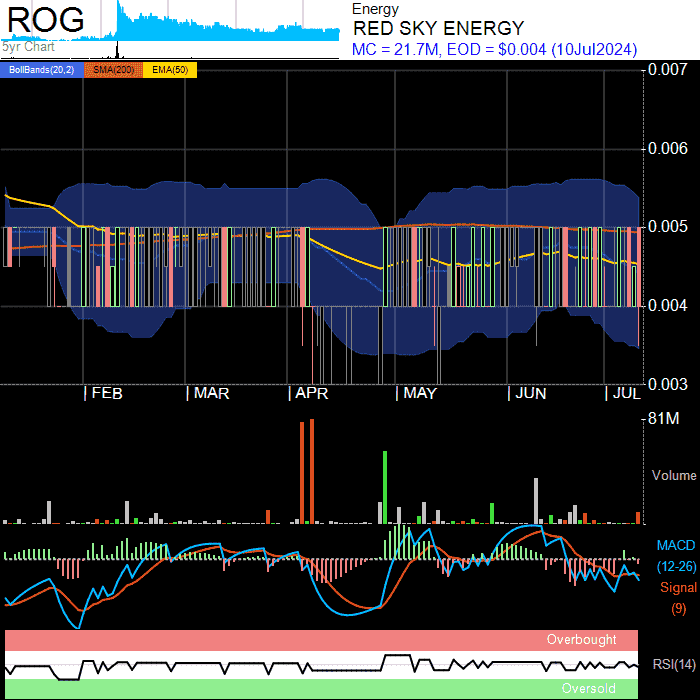 ROG
5yr Chart
Energy
RED SKY ENERGY
MC = 21.7M, EOD = $0.004 (10Jul2024)
BollBands(20,2) SMA(200) EMA(50)
0.007
0.006
0.005
0.004
0.003
FEB MAR APR MAY JUN JUL
81M
Volume
MACD
(12-26)
Signal
(9)
Overbought
RSI(14)
Oversold